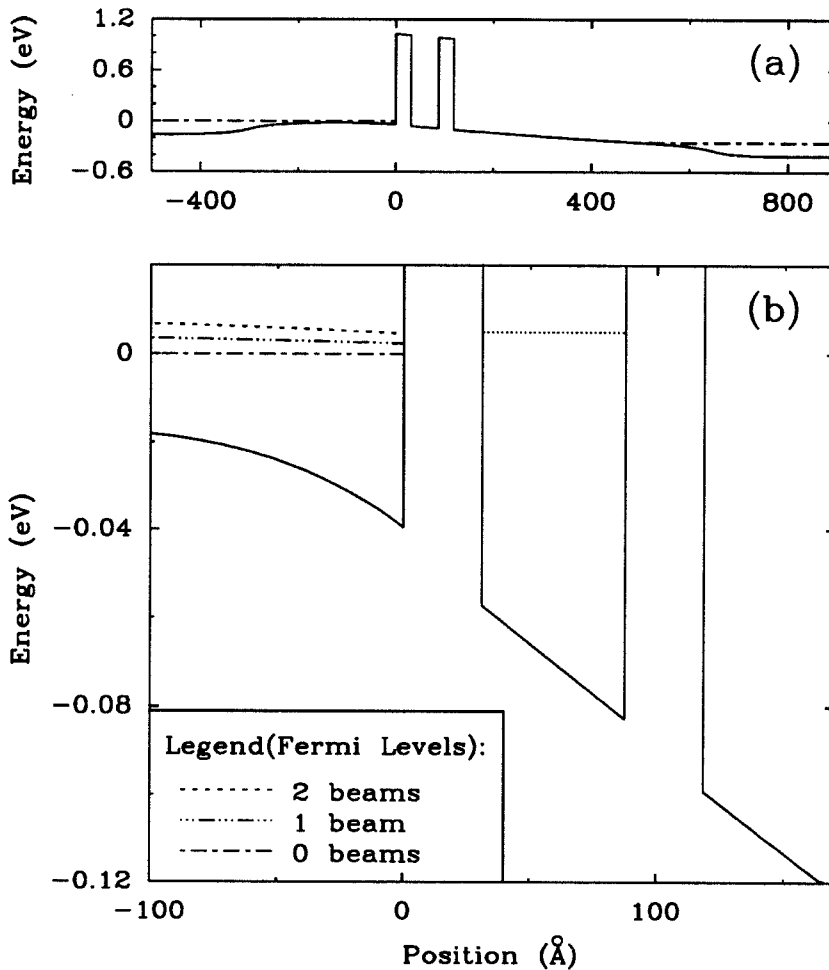 1.2
0.6
0
−0.6
Energy (eV)
(a)
−400
0
400
800
(b)
0
−0.04
−0.08
−0.12
Energy (eV)
Legend(Fermi Levels):
2 beams
1 beam
0 beams
−100
0
100
Position (Å)